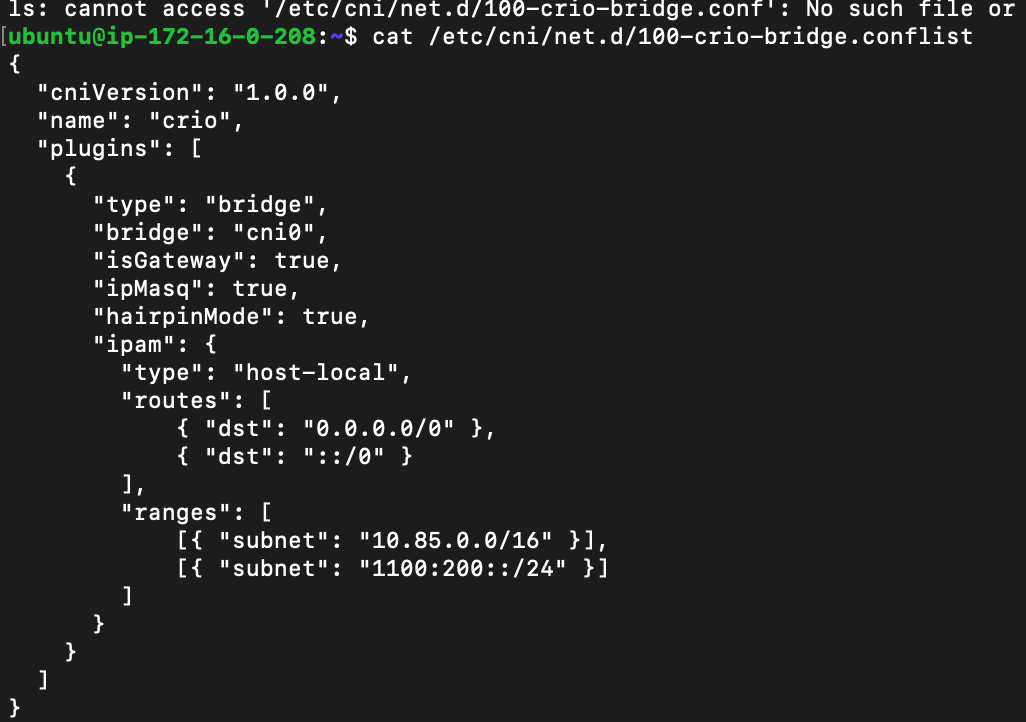 ls: cannot access '/etc/cni/net.d/100-crio-bridge.conf': No such file or
[ubuntu@ip-172-16-0-208:~$ cat /etc/cni/net.d/100-crio-bridge.conflist
{
  "cniVersion": "1.0.0",
  "name": "crio",
  "plugins": [
    {
      "type": "bridge",
      "bridge": "cni0",
      "isGateway": true,
      "ipMasq": true,
      "hairpinMode": true,
      "ipam": {
        "type": "host-local",
        "routes": [
            { "dst": "0.0.0.0/0" },
            { "dst": "::/0" }
        ],
        "ranges": [
            [{ "subnet": "10.85.0.0/16" }],
            [{ "subnet": "1100:200::/24" }]
        ]
      }
    }
  ]
}